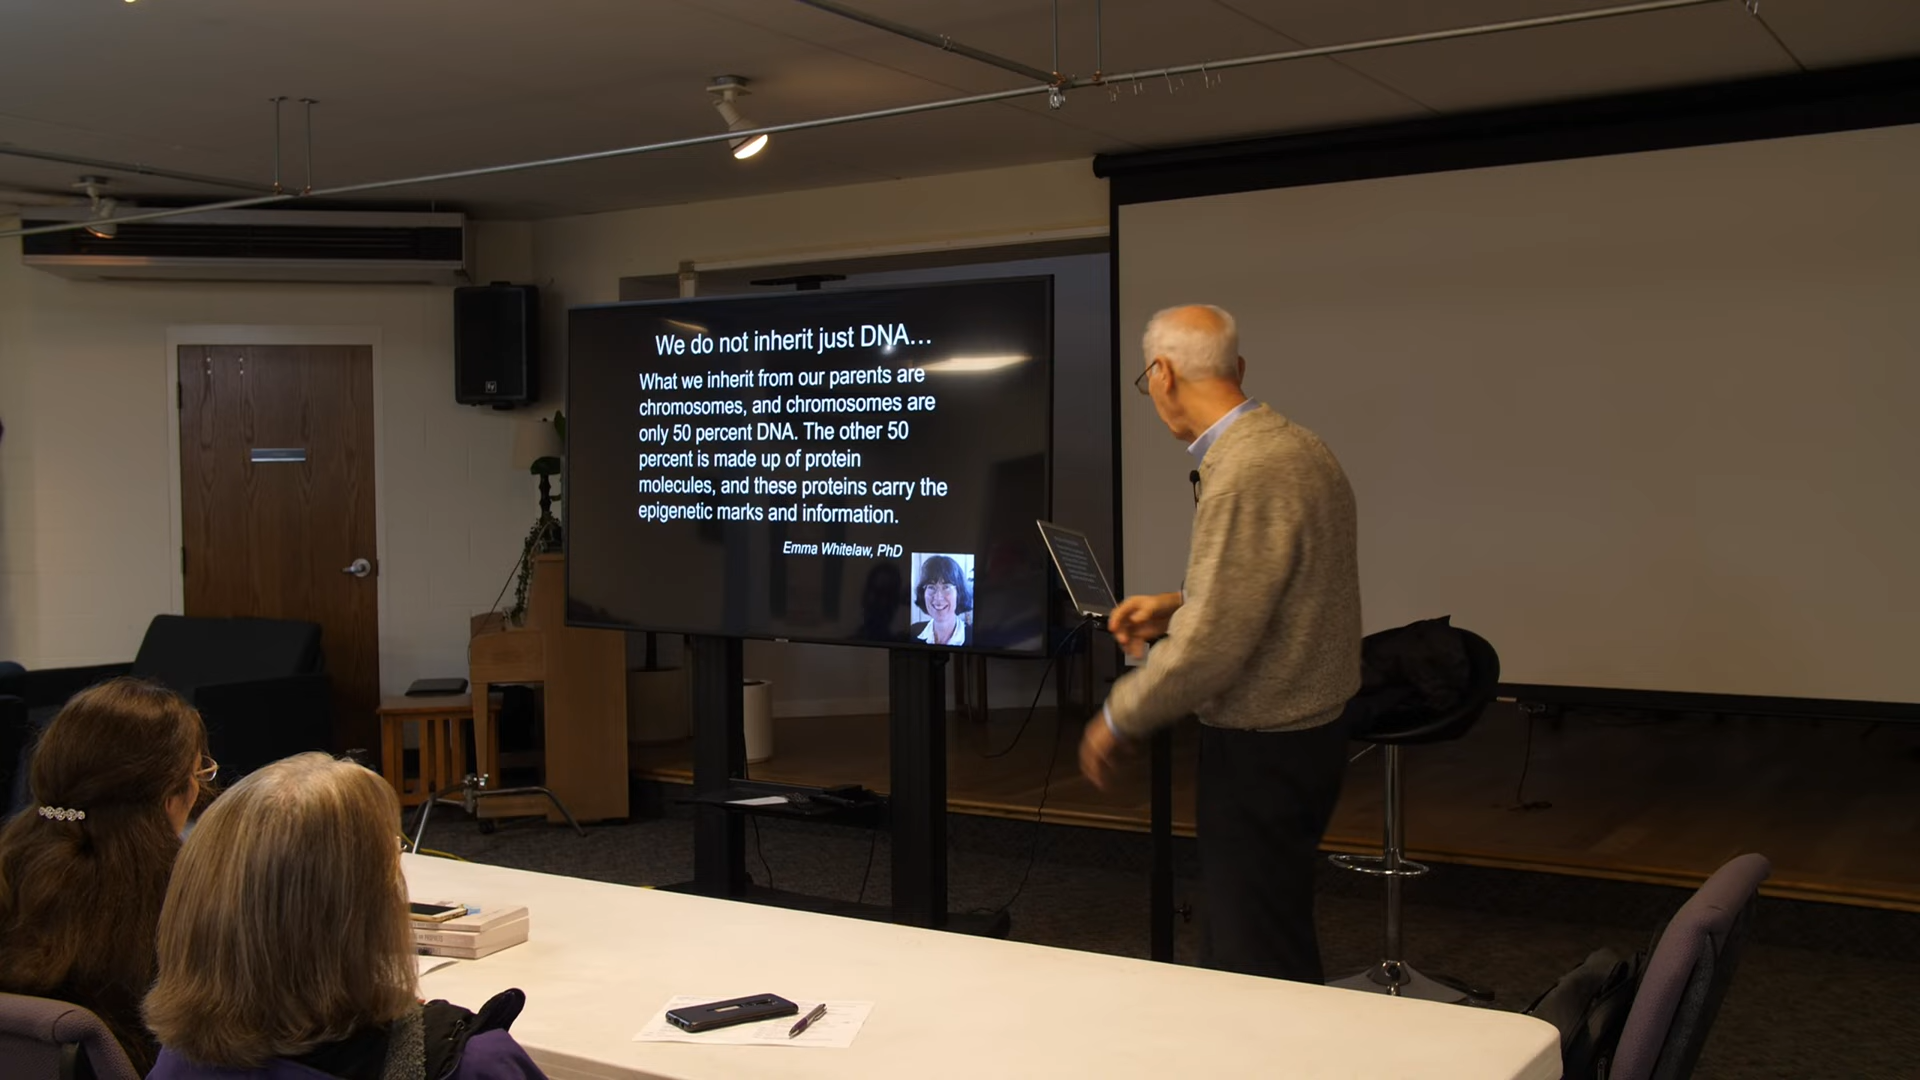 We do not inherit just DNA...
What we inherit from our parents are
chromosomes, and chromosomes are
only 50 percent DNA. The other 50
percent is made up of protein
molecules, and these proteins carry the
epigenetic marks and information.
Emma Whitelaw, PhD